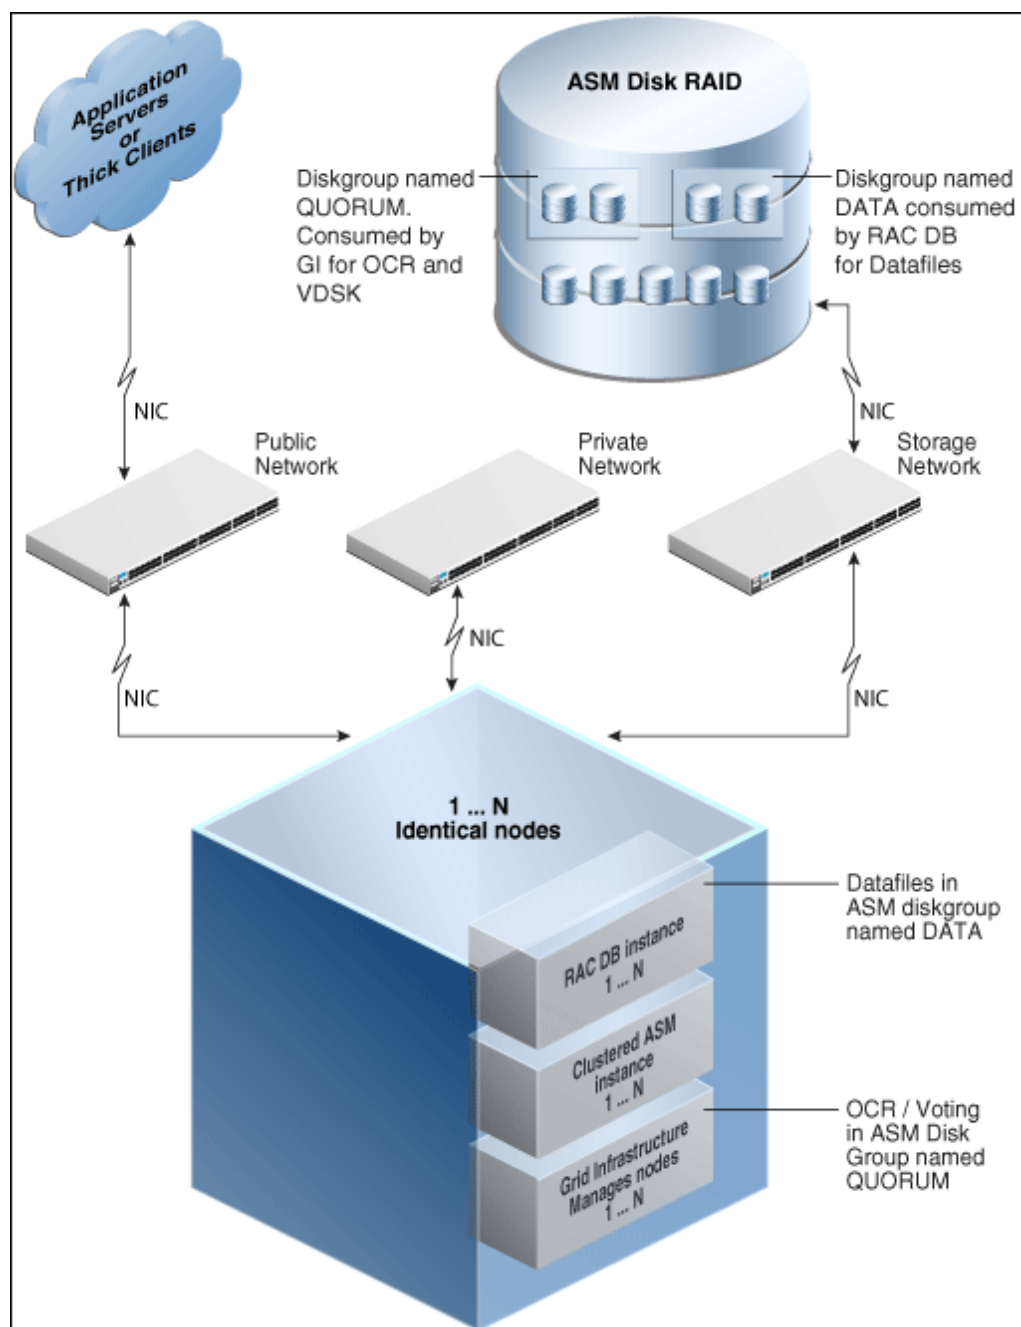 Application
Servers
or
Thick Clients
ASM Disk RAID
Diskgroup named
QUORUM.
Consumed by
GI for OCR and
VDSK
Diskgroup named
DATA consumed
by RAC DB
for Datafiles
NIC
NIC
Public
Network
Private
Network
Storage
Network
NIC
NIC
NIC
1 ... N
Identical nodes
RAC DB instance
1 ... N
Datafiles in
ASM diskgroup
named DATA
Clustered ASM
instance
1 ... N
Grid Infrastructure
Manages nodes
1 ... N
OCR / Voting
in ASM Disk
Group named
QUORUM